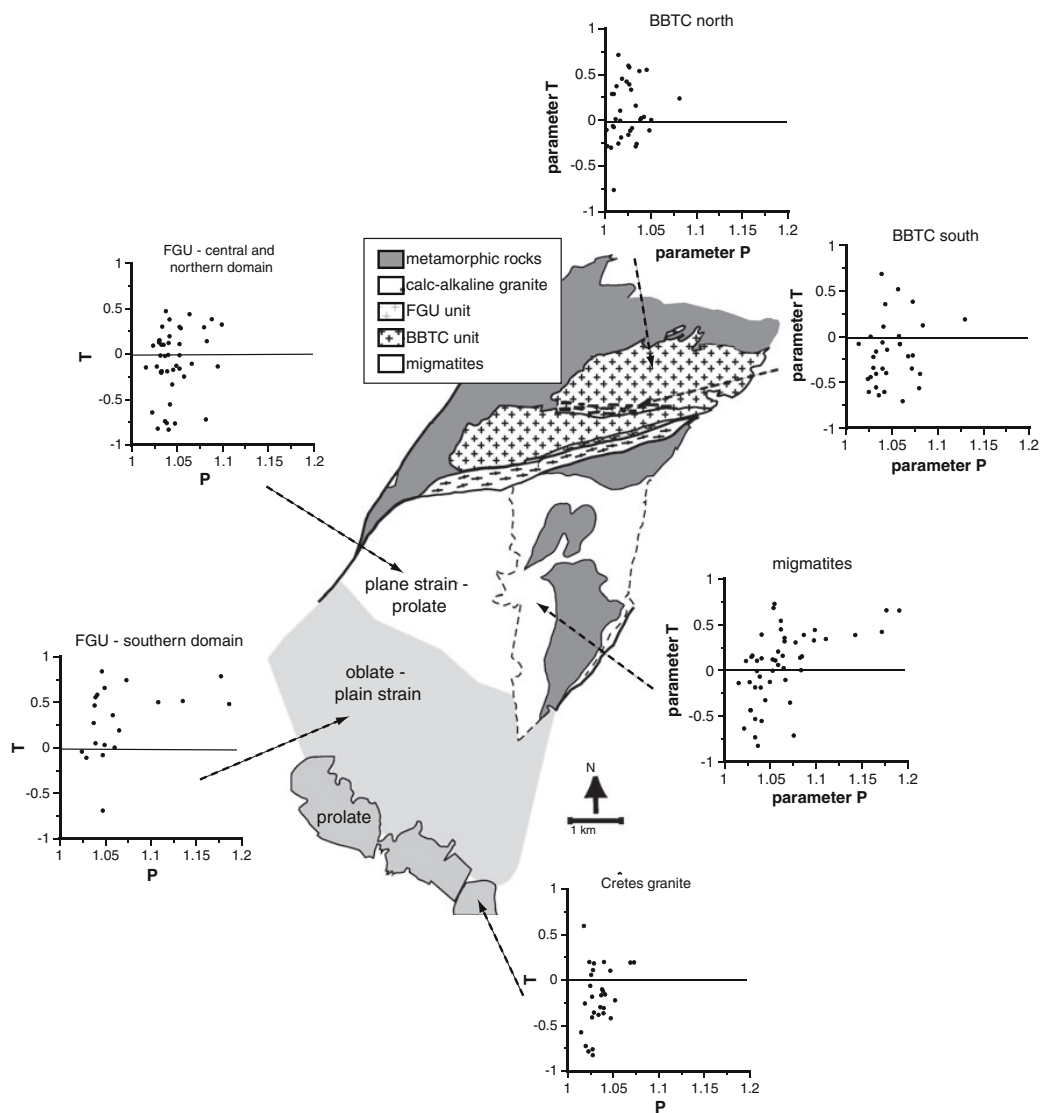 BBTC north
1
0.5
0
-0.5
-1
parameter T
1
1.05
1.1
1.15
1.2
parameter P
BBTC south
1
0.5
0
-0.5
-1
parameter T
1
1.05
1.1
1.15
1.2
parameter P
FGU - central and
northern domain
1
0.5
0
-0.5
-1
T
1
1.05
1.1
1.15
1.2
P
metamorphic rocks
calc-alkaline granite
FGU unit
BBTC unit
migmatites
plane strain -
prolate
oblate -
plain strain
prolate
N
1 km
migmatites
1
0.5
0
-0.5
-1
parameter T
1
1.05
1.1
1.15
1.2
parameter P
FGU - southern domain
1
0.5
0
-0.5
-1
T
1
1.05
1.1
1.15
1.2
P
Crêtes granite
1
0.5
0
-0.5
-1
T
1
1.05
1.1
1.15
1.2
P